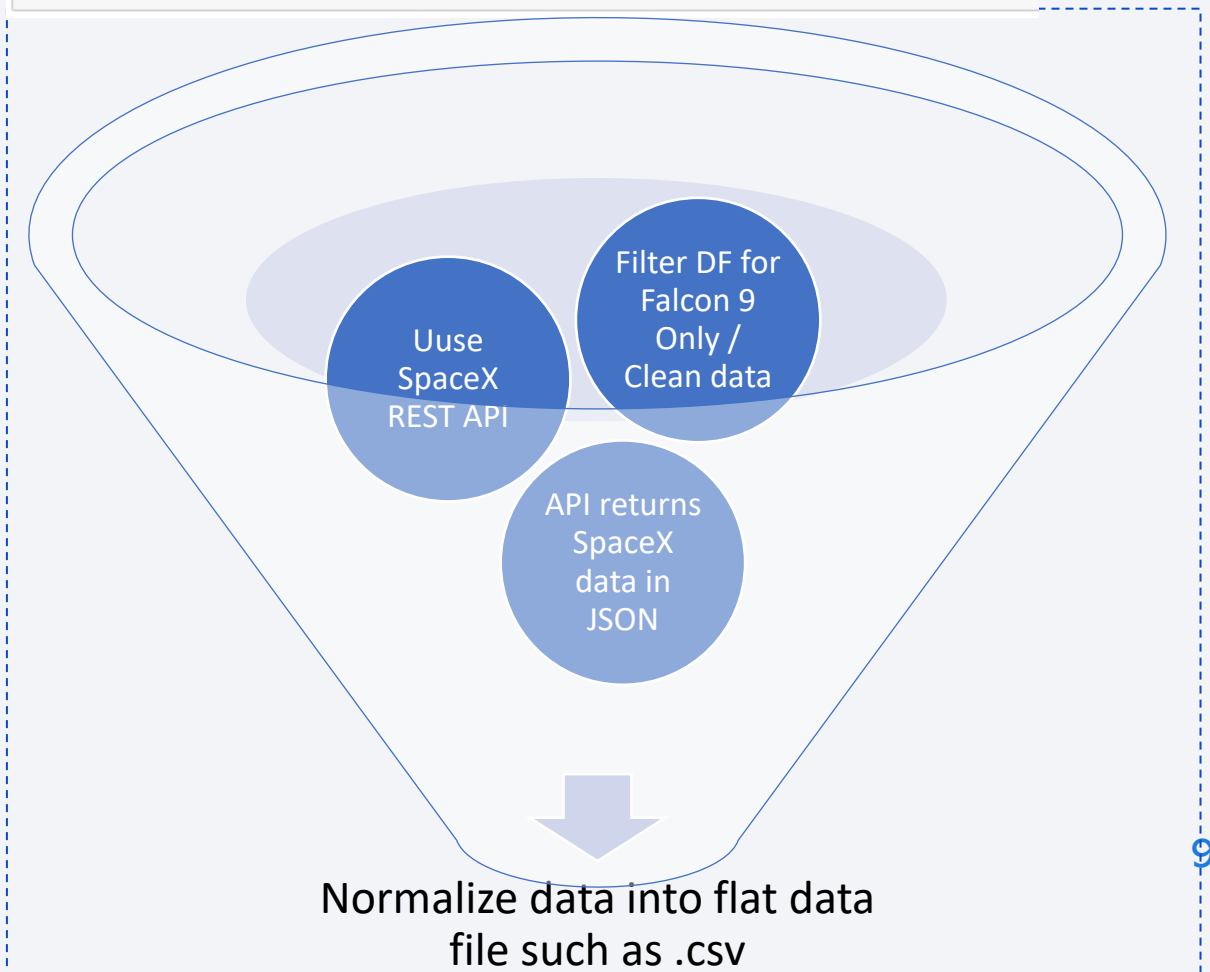 Filter DF for
Falcon 9
Only /
Clean data
Uuse
SpaceX
REST API
API returns
SpaceX
data in
JSON
9
Normalize data into flat data
file such as .csv